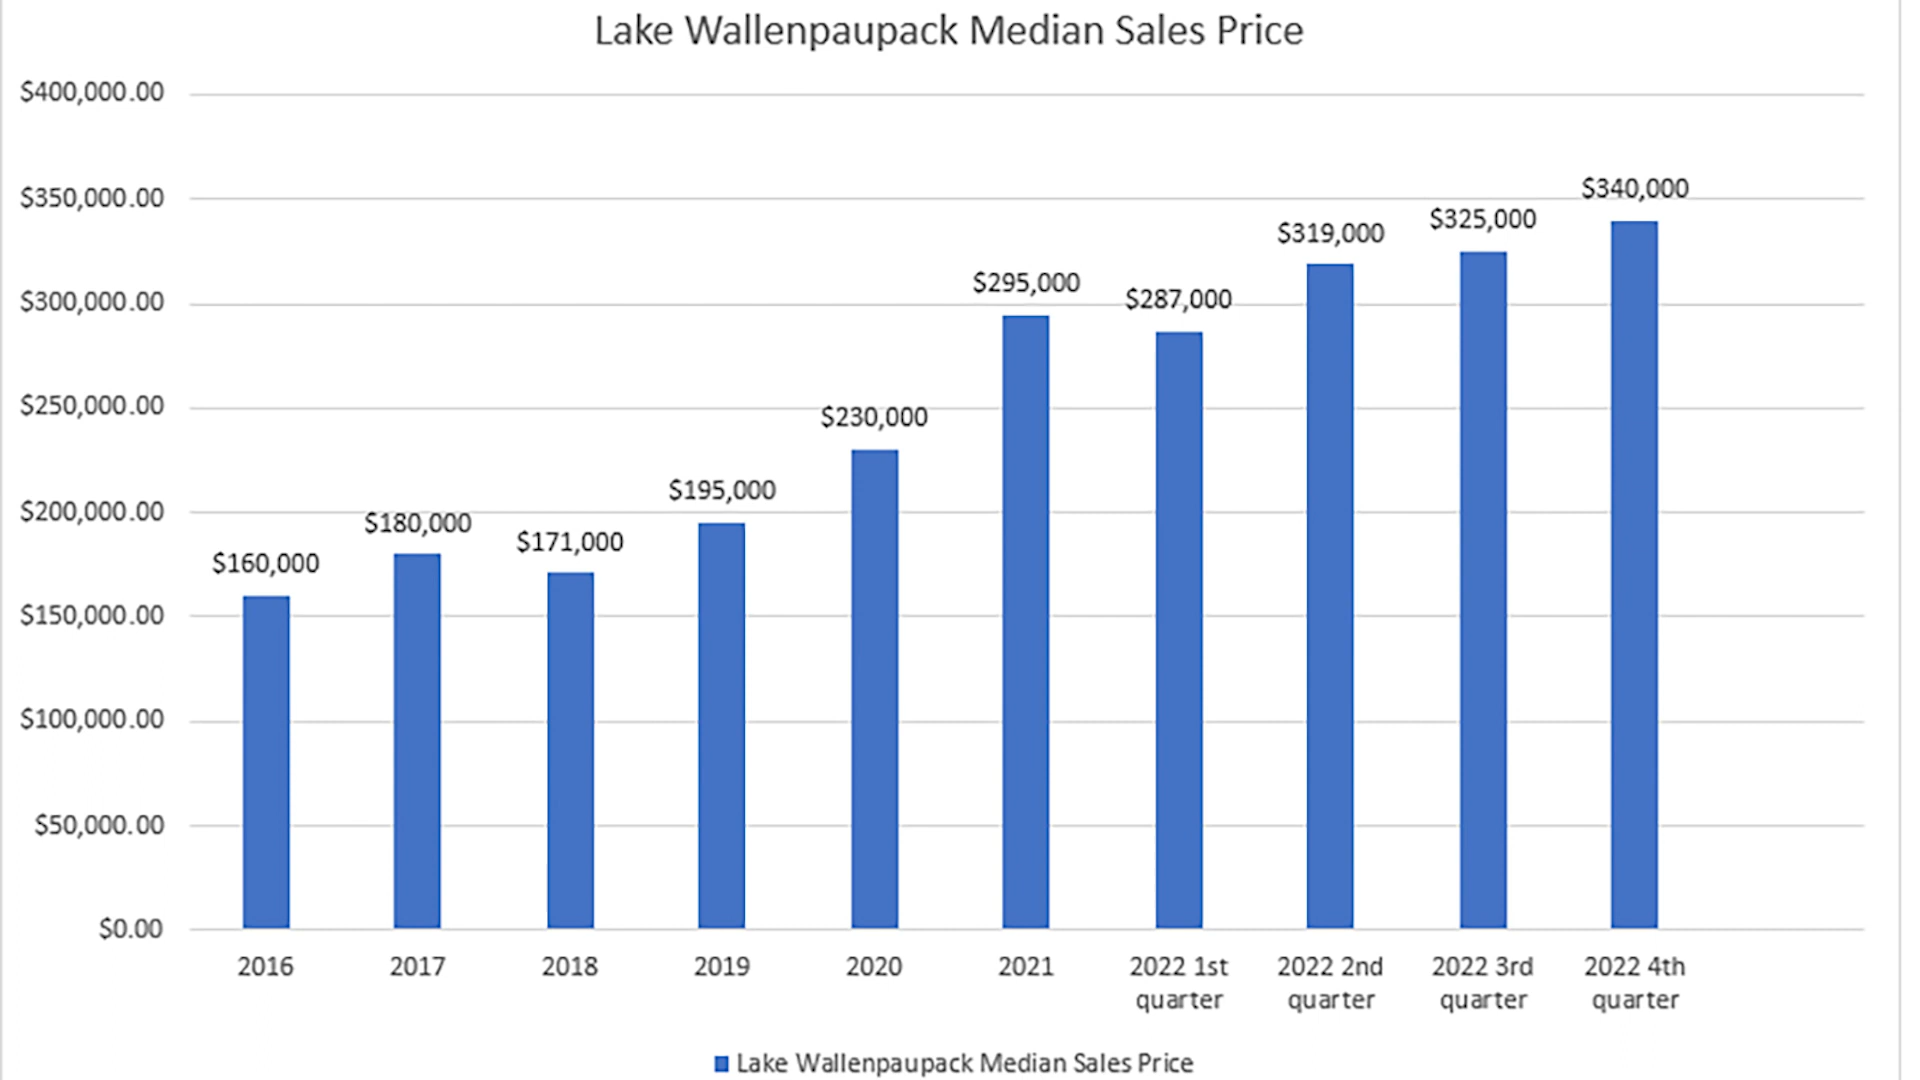 Lake Wallenpaupack Median Sales Price
$400,000.00
$350,000.00
$300,000.00
$250,000.00
$200,000.00
$150,000.00
$100,000.00
$50,000.00
$0.00
$160,000
$180,000
$171,000
$195,000
$230,000
$295,000
$287,000
$319,000
$325,000
$340,000
2016
2017
2018
2019
2020
2021
2022 1st
quarter
2022 2nd
quarter
2022 3rd
quarter
2022 4th
quarter
Lake Wallenpaupack Median Sales Price